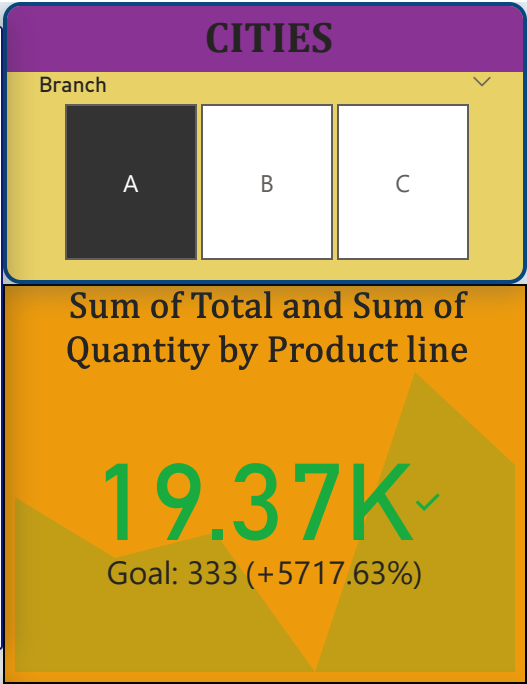 CITIES
Branch
A B C
Sum of Total and Sum of
Quantity by Product line
19.37K
Goal: 333 (+5717.63%)